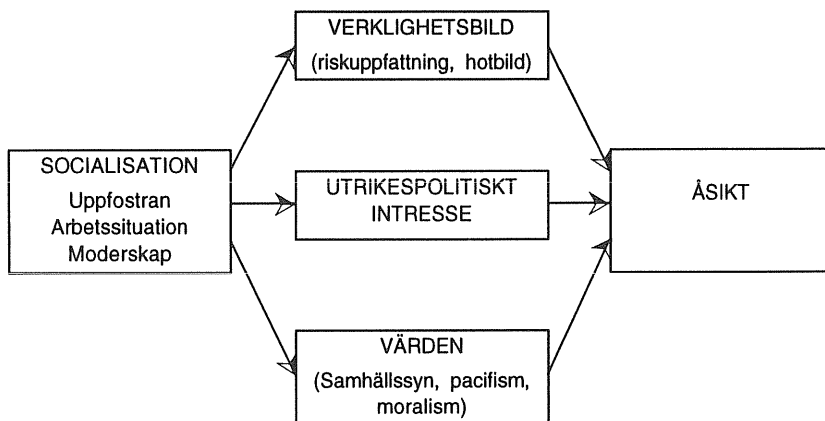 VERKLIGHETSBILD
(riskuppfattning, hotbild)
SOCIALISATION
Uppfostran
Arbetssituation
Moderskap
UTRIKESPOLITISKT
INTRESSE
ÅSIKT
VÄRDEN
(Samhällssyn, pacifism,
moralism)